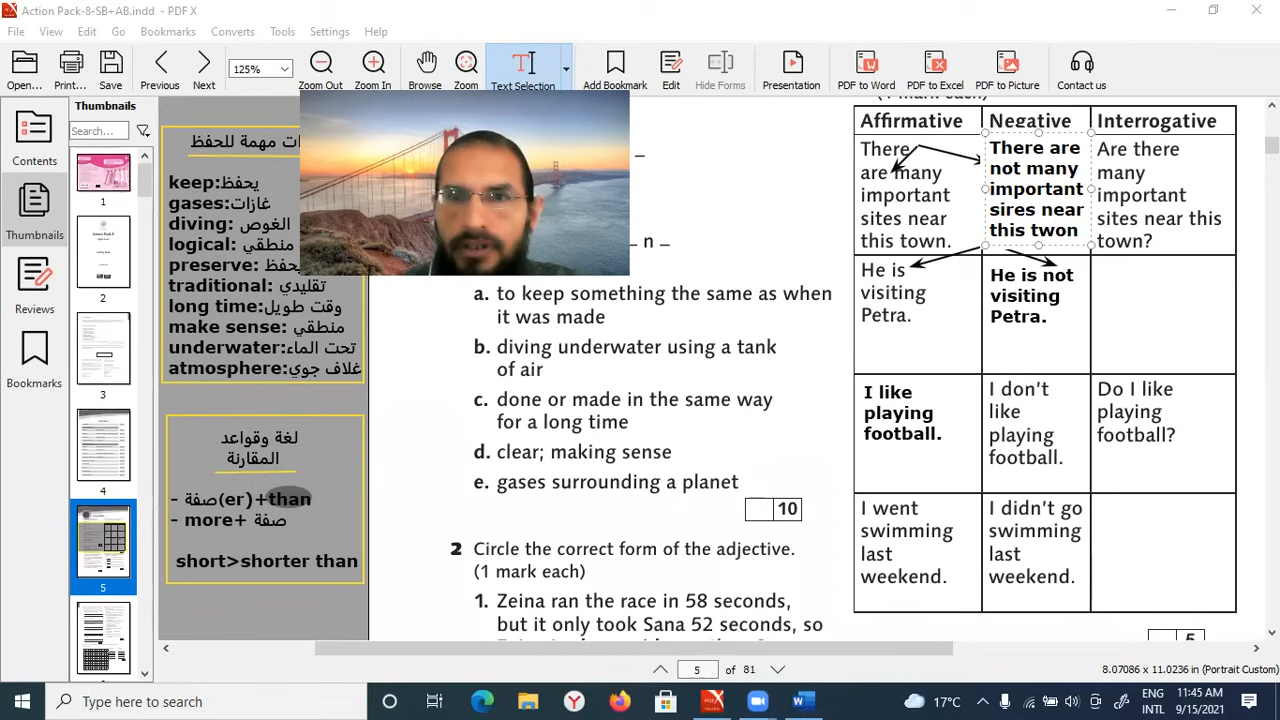 Action Pack-8-SB+AB.indd - PDF X
File View Edit Go Bookmarks Converts Tools Settings Help
Open... Print... Save Previous Next 125% Zoom Out Zoom In Browse Zoom Text Selection Add Bookmark Edit Hide Forms Presentation PDF to Word PDF to Excel PDF to Picture Contact us
Contents
Thumbnails
Reviews
Bookmarks
Thumbnails
Search...
1
2
3
4
5
ات مهمة للحفظ
keep:يحفظ
gases:غازات
diving: الغوص
logical: منطقي
preserve: يحفظ
traditional: تقليدي
long time:وقت طويل
make sense: منطقي
underwater:تحت الماء
atmosphere:غلاف جوي
لغة وقواعد
المقارنة
- صفة(er)+than
- more+ صفة
short>shorter than
n
a. to keep something the same as when
it was made
b. diving underwater using a tank
of air
c. done or made in the same way
for a long time
d. clear; making sense
e. gases surrounding a planet
10
2 Circle the correct form of the adjective.
(1 mark each)
1. Zeina ran the race in 58 seconds,
but it only took Sana 52 seconds, so
Affirmative Negative Interrogative
There
are many
important
sites near
this town.
There are
not many
important
sires near
this twon
Are there
many
important
sites near this
town?
He is
visiting
Petra.
He is not
visiting
Petra.
I like
playing
football.
I don't
like
playing
football.
Do I like
playing
football?
I went
swimming
last
weekend.
I didn't go
swimming
last
weekend.
5
5 of 81
8.07086 x 11.0236 in (Portrait Custom)
Type here to search
17°C
ENG
INTL
11:45 AM
9/15/2021